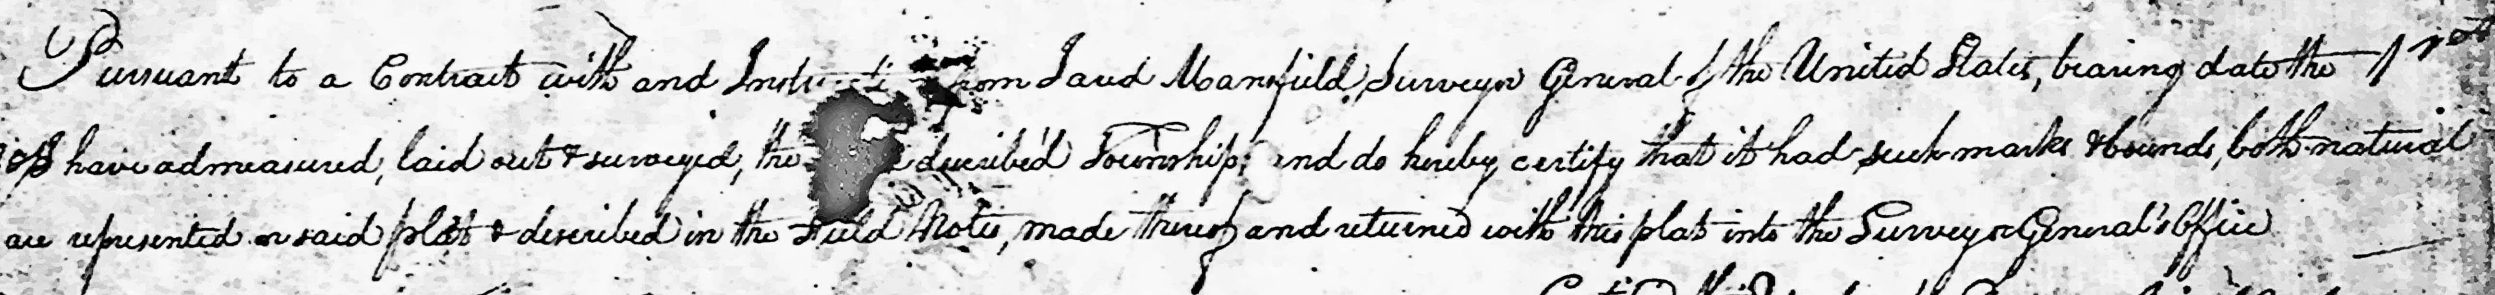 Pursuant to a Contract with and from Jared Mansfield, Surveyor General of the United States, bearing date the
have admeasured, laid out & surveyed, the described Township, and do hereby certify that it had such marks & bounds, both natural
are represented on said plat & described in the Field Notes, made thereof and returned with this plat into the Surveyor General's Office